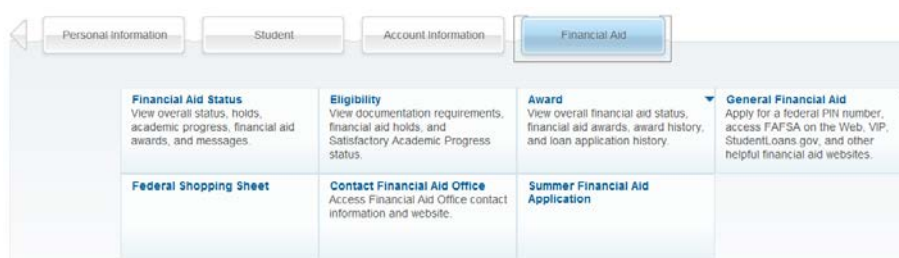 Personal Information
Student
Account Information
Financial Aid
Financial Aid Status
View overall status, holds,
academic progress, financial aid
awards, and messages.
Eligibility
View documentation requirements,
financial aid holds, and
Satisfactory Academic Progress
status.
Award
View overall financial aid status,
financial aid awards, award history,
and loan application history.
General Financial Aid
Apply for a federal PIN number,
access FAFSA on the Web, VIP,
StudentLoans.gov, and other
helpful financial aid websites.
Federal Shopping Sheet
Contact Financial Aid Office
Access Financial Aid Office contact
information and website.
Summer Financial Aid
Application